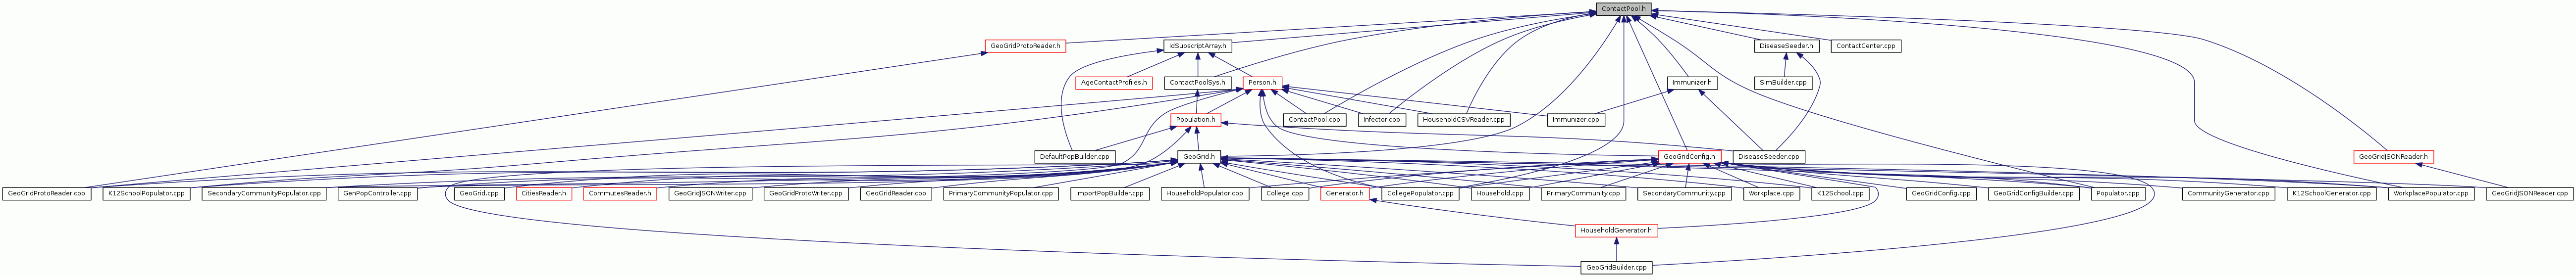 ContactPool.h
GeoGridProtoReader.h
IdSubscriptArray.h
DiseaseSeeder.h
ContactCenter.cpp
AgeContactProfiles.h
ContactPoolSys.h
Person.h
Immunizer.h
SimBuilder.cpp
Population.h
ContactPool.cpp
Infector.cpp
HouseholdCSVReader.cpp
Immunizer.cpp
DefaultPopBuilder.cpp
GeoGrid.h
GeoGridConfig.h
DiseaseSeeder.cpp
GeoGridJSONReader.h
GeoGridProtoReader.cpp
K12SchoolPopulator.cpp
SecondaryCommunityPopulator.cpp
GenPopController.cpp
GeoGrid.cpp
CitiesReader.h
CommutesReader.h
GeoGridJSONWriter.cpp
GeoGridProtoWriter.cpp
GeoGridReader.cpp
PrimaryCommunityPopulator.cpp
ImportPopBuilder.cpp
HouseholdPopulator.cpp
College.cpp
Generator.h
CollegePopulator.cpp
Household.cpp
PrimaryCommunity.cpp
SecondaryCommunity.cpp
Workplace.cpp
K12School.cpp
GeoGridConfig.cpp
GeoGridConfigBuilder.cpp
Populator.cpp
CommunityGenerator.cpp
K12SchoolGenerator.cpp
WorkplacePopulator.cpp
GeoGridJSONReader.cpp
HouseholdGenerator.h
GeoGridBuilder.cpp